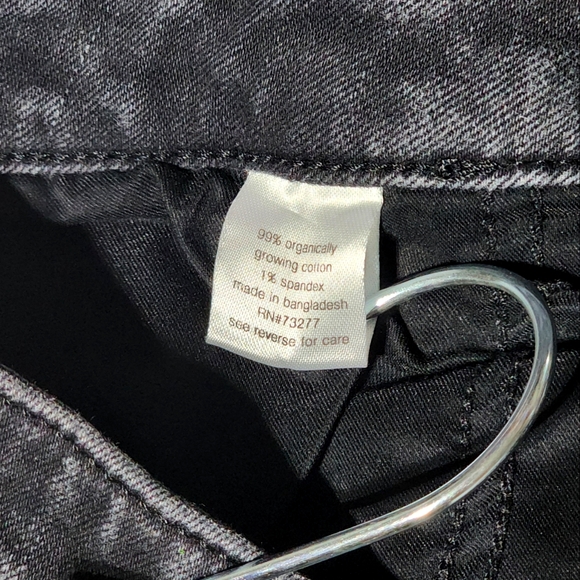 99% organically
growing cotton
1% spandex
made in bangladesh
RN#73277
see reverse for care